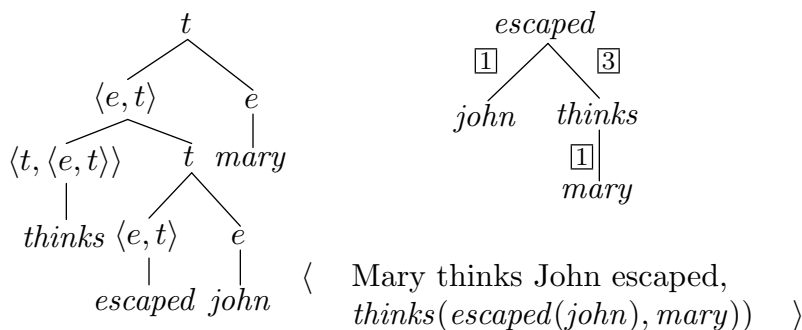 t
escaped
1
3
⟨e, t⟩
e
john
thinks
⟨t, ⟨e, t⟩⟩
t
mary
1
mary
thinks
⟨e, t⟩
e
escaped
john
⟨ Mary thinks John escaped,
thinks(escaped(john), mary)) ⟩